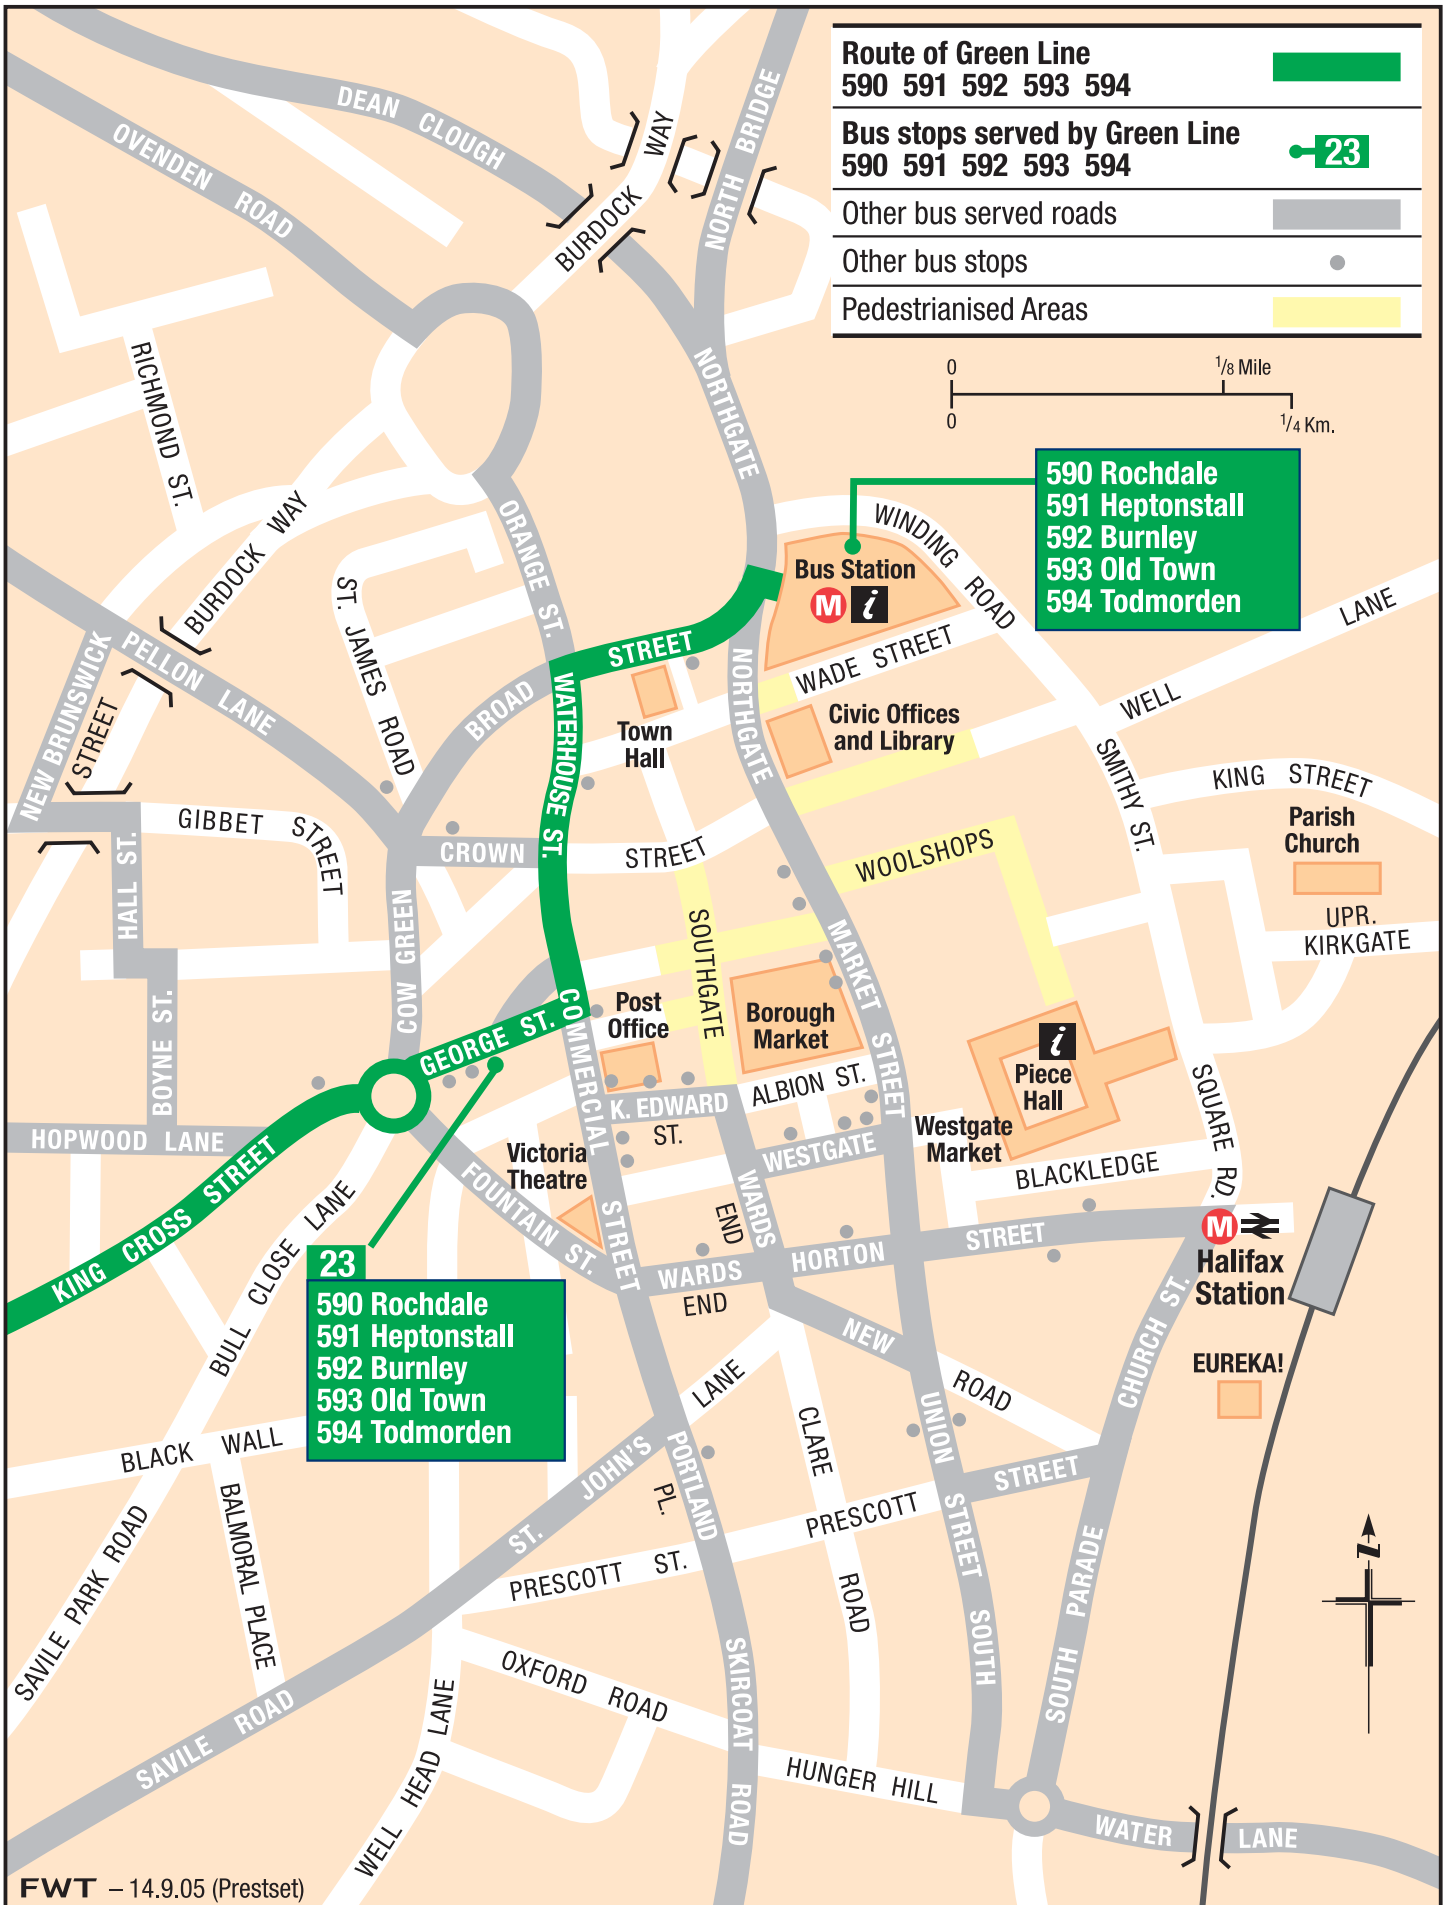 Route of Green Line
590 591 592 593 594
Bus stops served by Green Line
590 591 592 593 594
23
Other bus served roads
Other bus stops
Pedestrianised Areas
0
1/8 Mile
0
1/4 Km.
DEAN CLOUGH
OVENDEN ROAD
BURDOCK WAY
NORTH BRIDGE
RICHMOND ST.
NORTHGATE
590 Rochdale
591 Heptonstall
592 Burnley
593 Old Town
594 Todmorden
WINDING ROAD
BURDOCK WAY
ORANGE ST.
Bus Station
M i
ST. JAMES ROAD
LANE
WELL
PELLON LANE
NEW BRUNSWICK
STREET
BROAD
STREET
WADE STREET
NORTHGATE
WATERHOUSE ST.
Town
Hall
Civic Offices
and Library
SMITHY ST.
KING STREET
Parish
Church
GIBBET STREET
CROWN
STREET
WOOLSHOPS
HALL ST.
COW GREEN
SOUTHGATE
MARKET STREET
UPR.
KIRKGATE
BOYNE ST.
GEORGE ST.
COMMERCIAL STREET
Post
Office
Borough
Market
i
Piece
Hall
SQUARE RD.
ALBION ST.
K. EDWARD
ST.
HOPWOOD LANE
Victoria
Theatre
WESTGATE
Westgate
Market
BLACKLEDGE
KING CROSS STREET
FOUNTAIN ST.
WARDS
END
BULL CLOSE LANE
WARDS
END
HORTON
STREET
M
Halifax
Station
23
590 Rochdale
591 Heptonstall
592 Burnley
593 Old Town
594 Todmorden
NEW
ROAD
CHURCH ST.
EUREKA!
BLACK WALL
ST. JOHN'S
LANE
CLARE
ROAD
UNION STREET SOUTH
PORTLAND
PL.
PRESCOTT
STREET
PRESCOTT ST.
SAVILE PARK ROAD
BALMORAL PLACE
SOUTH PARADE
N
OXFORD ROAD
SKIRCOAT ROAD
SAVILE ROAD
WELL HEAD LANE
HUNGER HILL
WATER
LANE
FWT – 14.9.05 (Prestset)